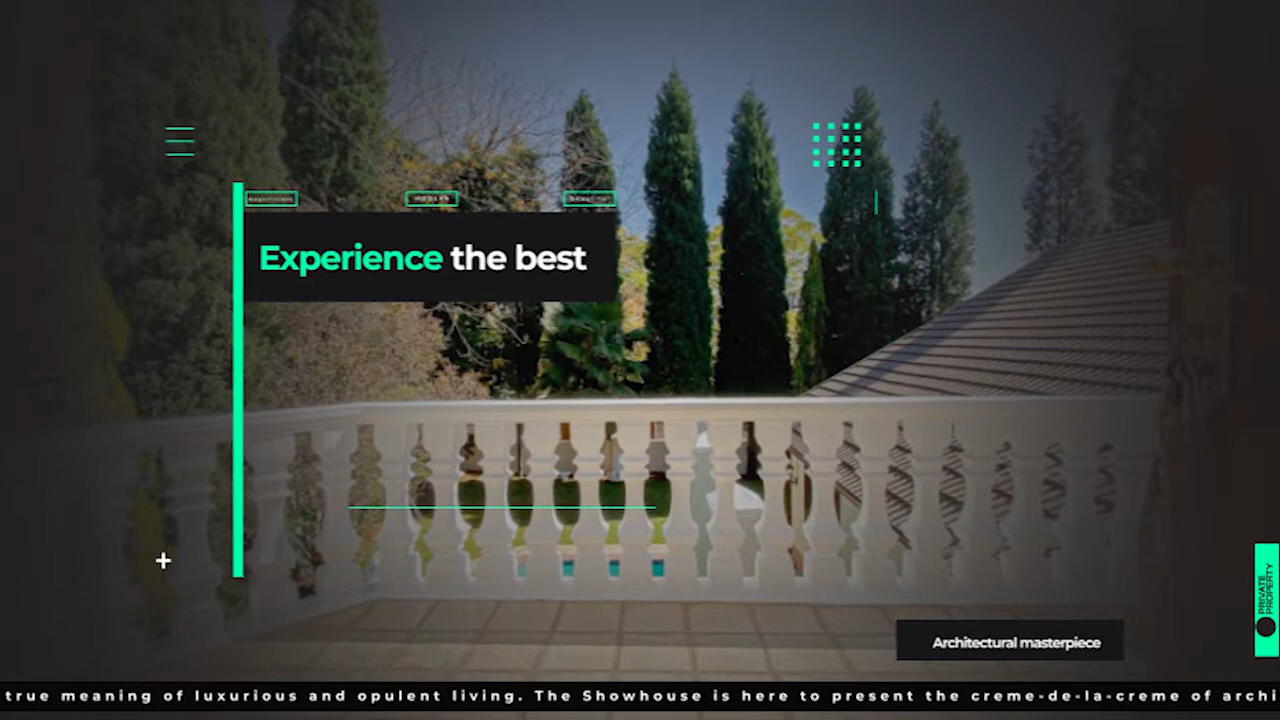 MODERN
Experience the best
PRIVATE
PROPERTY
Architectural masterpiece
true meaning of luxurious and opulent living. The Showhouse is here to present the creme-de-la-creme of archi